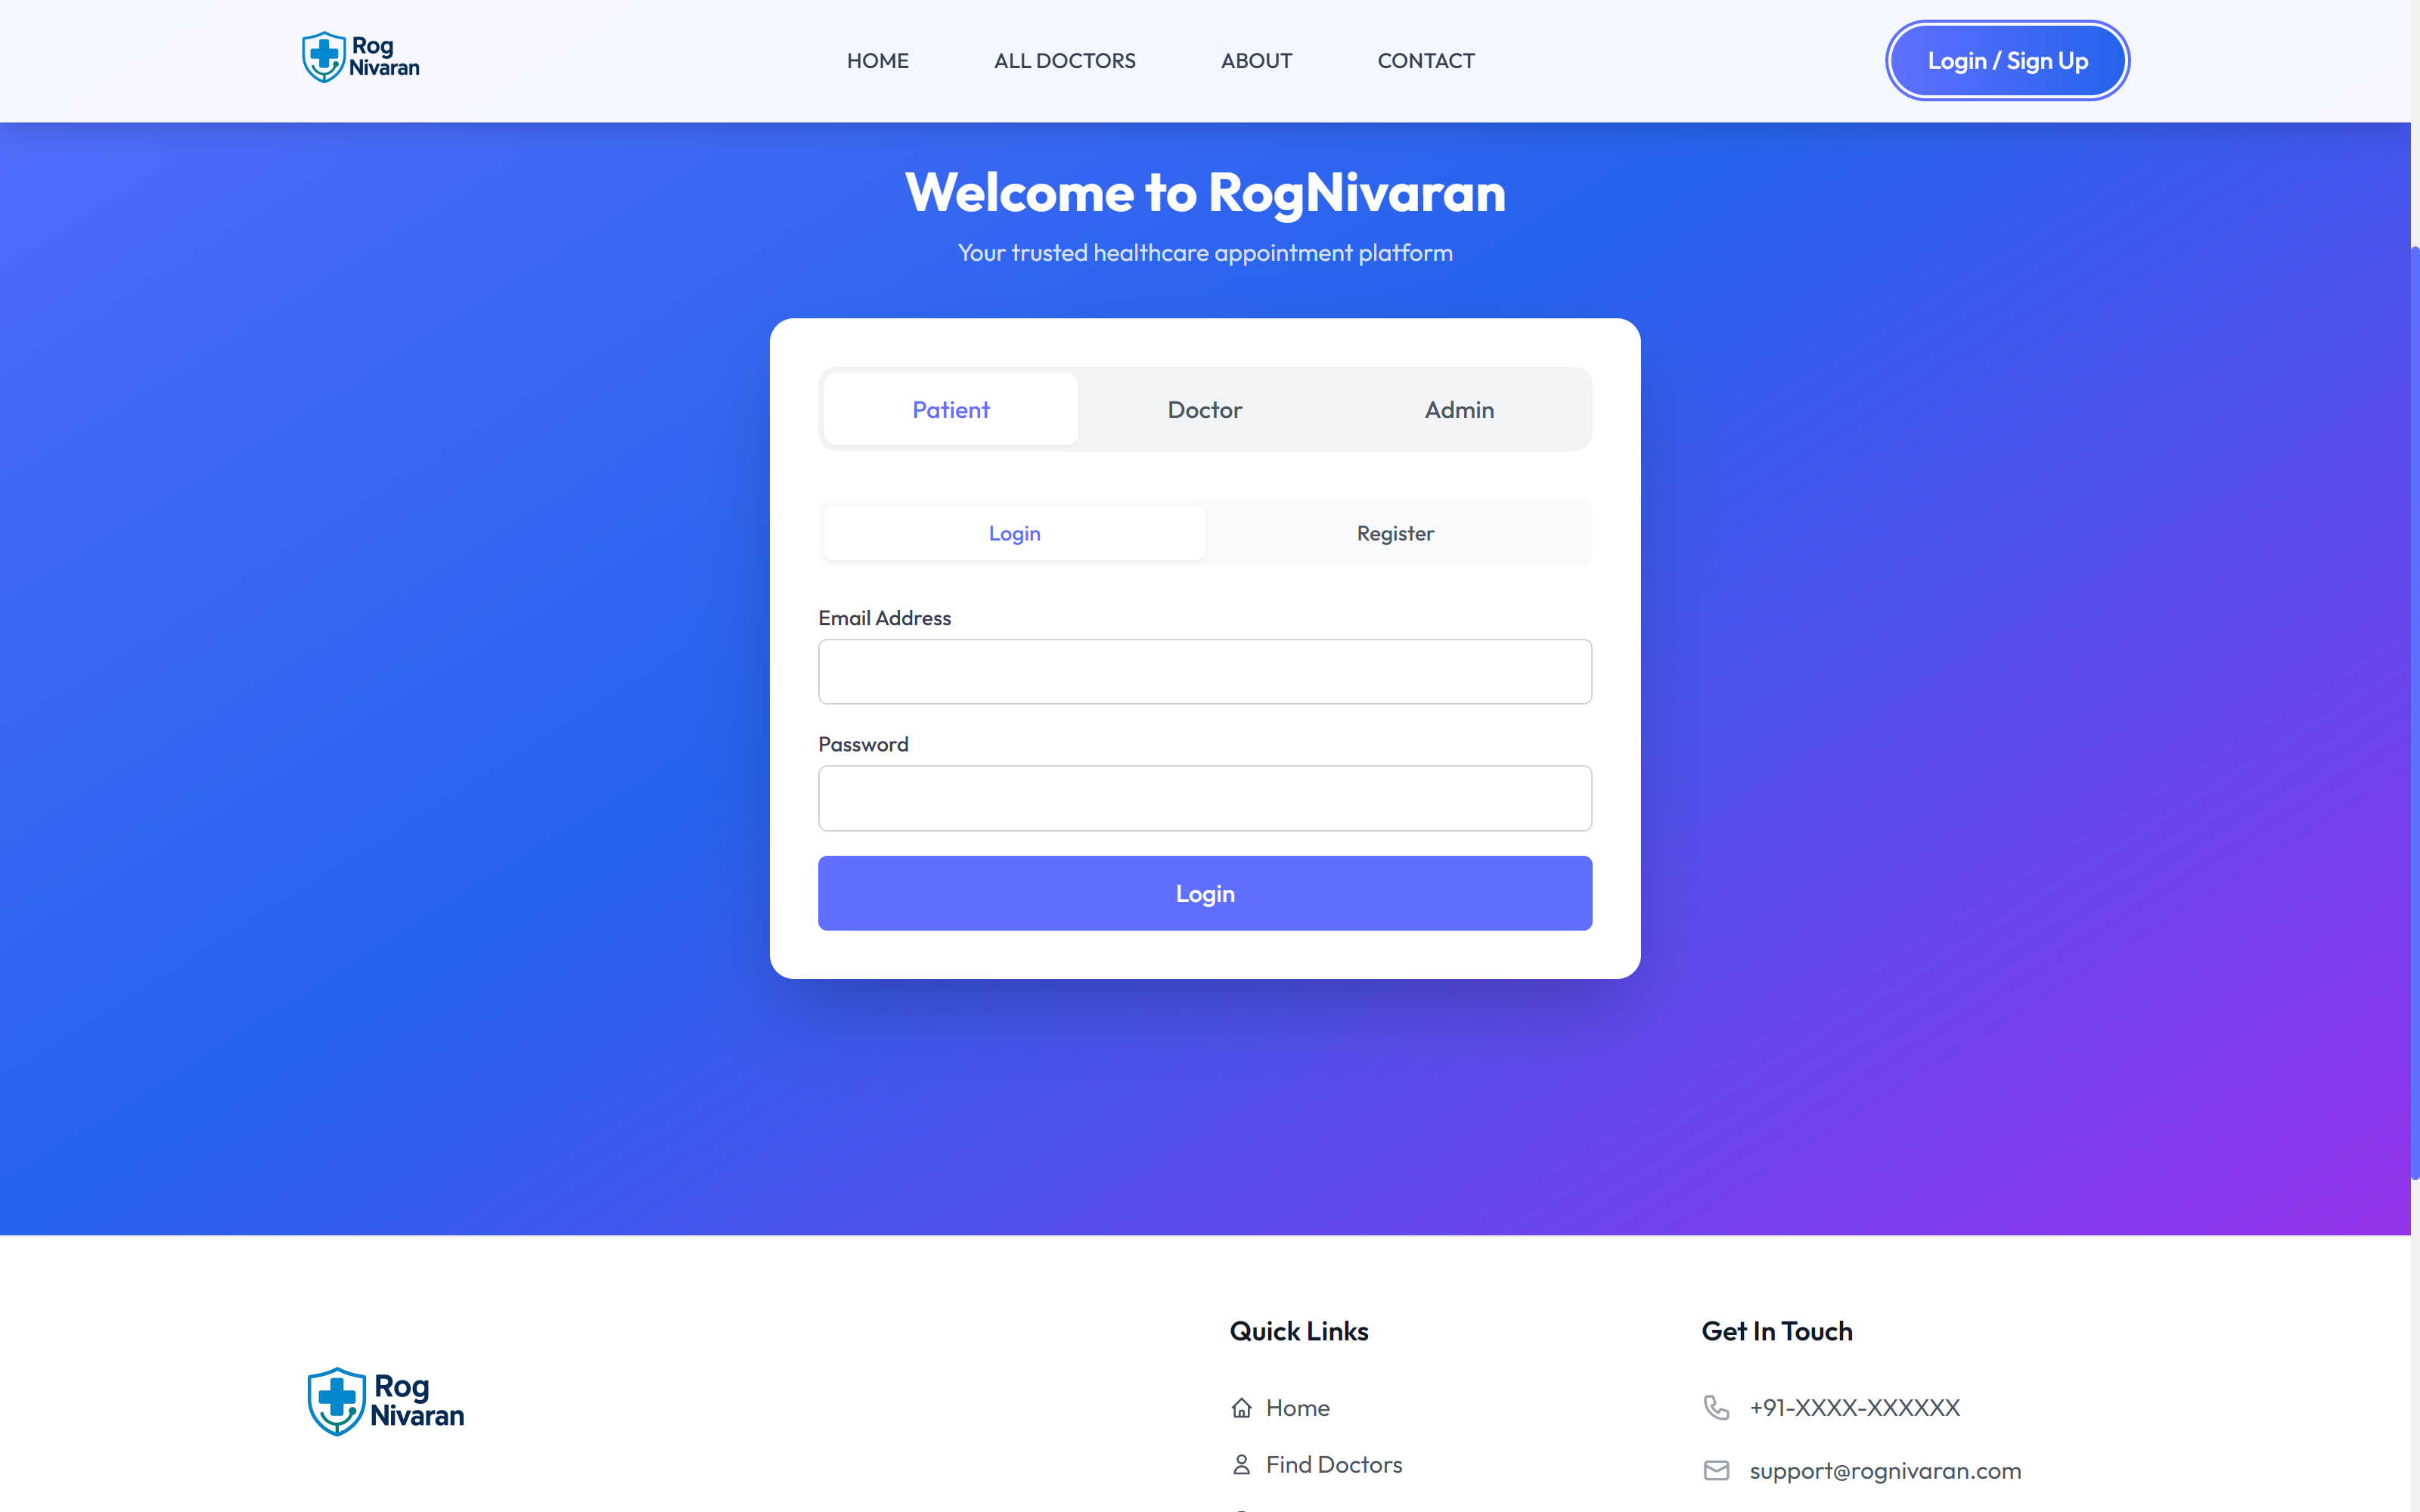 Rog
Nivaran
HOME
ALL DOCTORS
ABOUT
CONTACT
Login / Sign Up
Welcome to RogNivaran
Your trusted healthcare appointment platform
Patient
Doctor
Admin
Login
Register
Email Address
Password
Login
Rog
Nivaran
Quick Links
Home
Find Doctors
Get In Touch
+91-XXXX-XXXXXX
support@rognivaran.com